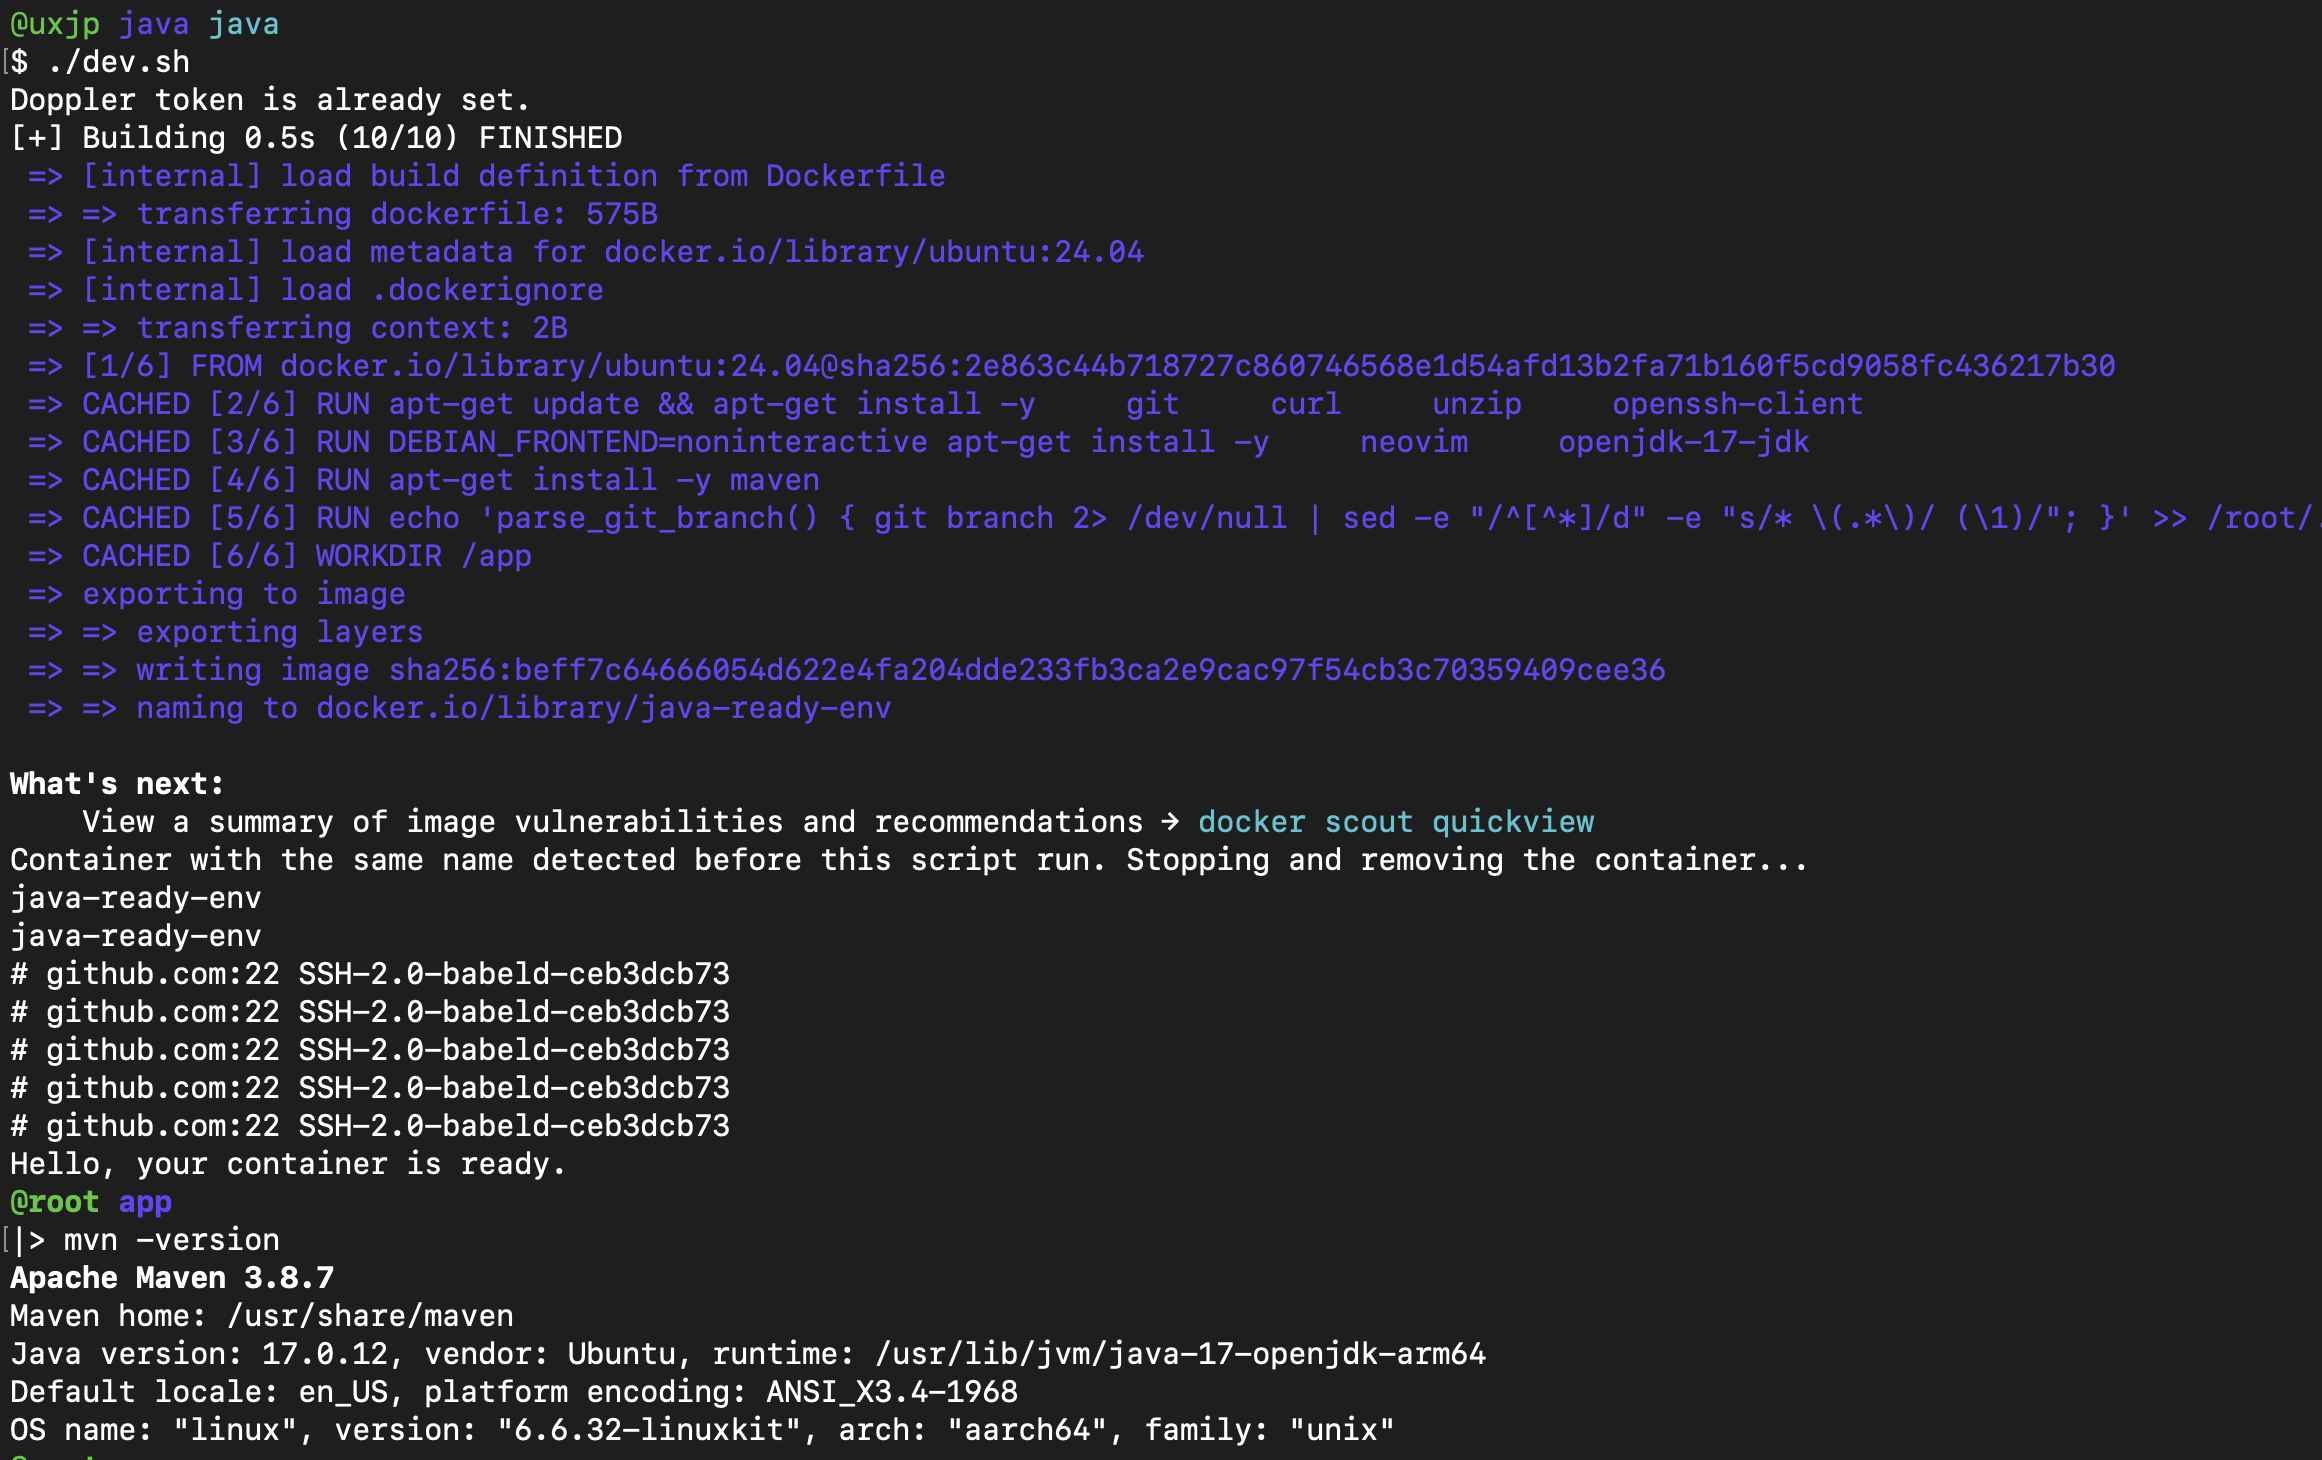 @uxjp java java
$ ./dev.sh
Doppler token is already set.
[+] Building 0.5s (10/10) FINISHED
 => [internal] load build definition from Dockerfile
 => => transferring dockerfile: 575B
 => [internal] load metadata for docker.io/library/ubuntu:24.04
 => [internal] load .dockerignore
 => => transferring context: 2B
 => [1/6] FROM docker.io/library/ubuntu:24.04@sha256:2e863c44b718727c860746568e1d54afd13b2fa71b160f5cd9058fc436217b30
 => CACHED [2/6] RUN apt-get update && apt-get install -y     git     curl     unzip     openssh-client
 => CACHED [3/6] RUN DEBIAN_FRONTEND=noninteractive apt-get install -y     neovim     openjdk-17-jdk
 => CACHED [4/6] RUN apt-get install -y maven
 => CACHED [5/6] RUN echo 'parse_git_branch() { git branch 2> /dev/null | sed -e "/^[^*]/d" -e "s/* \(.*\)/ (\1)/"; }' >> /root/.
 => CACHED [6/6] WORKDIR /app
 => exporting to image
 => => exporting layers
 => => writing image sha256:beff7c64666054d622e4fa204dde233fb3ca2e9cac97f54cb3c70359409cee36
 => => naming to docker.io/library/java-ready-env
What's next:
    View a summary of image vulnerabilities and recommendations → docker scout quickview
Container with the same name detected before this script run. Stopping and removing the container...
java-ready-env
java-ready-env
# github.com:22 SSH-2.0-babeld-ceb3dcb73
# github.com:22 SSH-2.0-babeld-ceb3dcb73
# github.com:22 SSH-2.0-babeld-ceb3dcb73
# github.com:22 SSH-2.0-babeld-ceb3dcb73
# github.com:22 SSH-2.0-babeld-ceb3dcb73
Hello, your container is ready.
@root app
|> mvn -version
Apache Maven 3.8.7
Maven home: /usr/share/maven
Java version: 17.0.12, vendor: Ubuntu, runtime: /usr/lib/jvm/java-17-openjdk-arm64
Default locale: en_US, platform encoding: ANSI_X3.4-1968
OS name: "linux", version: "6.6.32-linuxkit", arch: "aarch64", family: "unix"